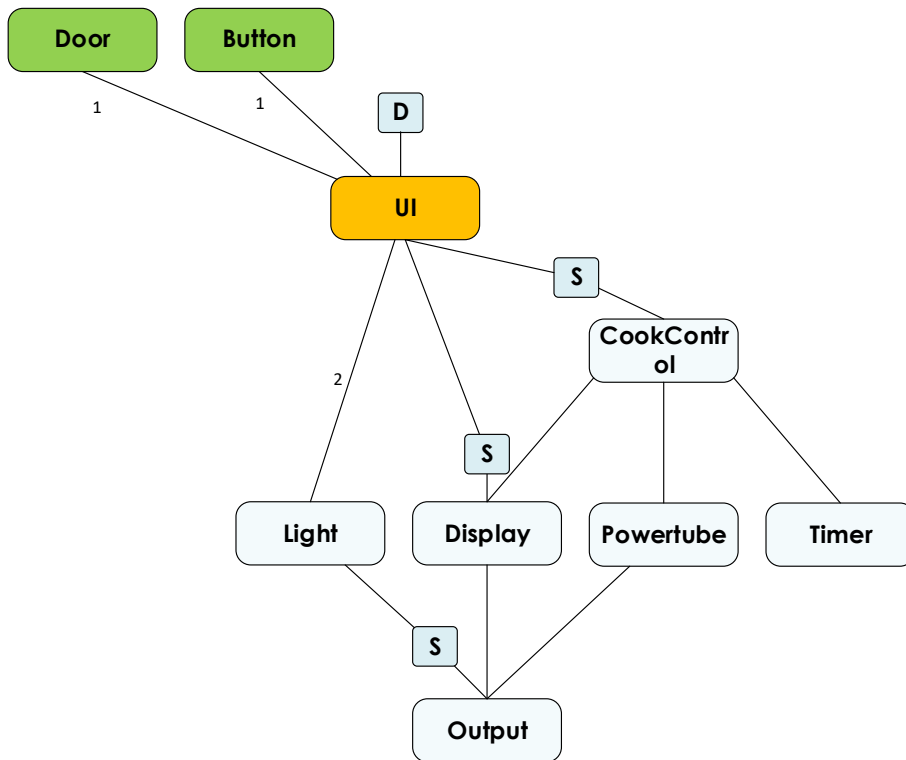 Door
Button
1
1
D
UI
S
CookContr
ol
2
S
Light
Display
Powertube
Timer
S
Output